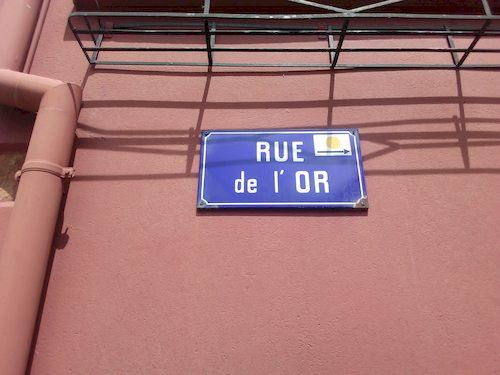 RUE
de l' OR